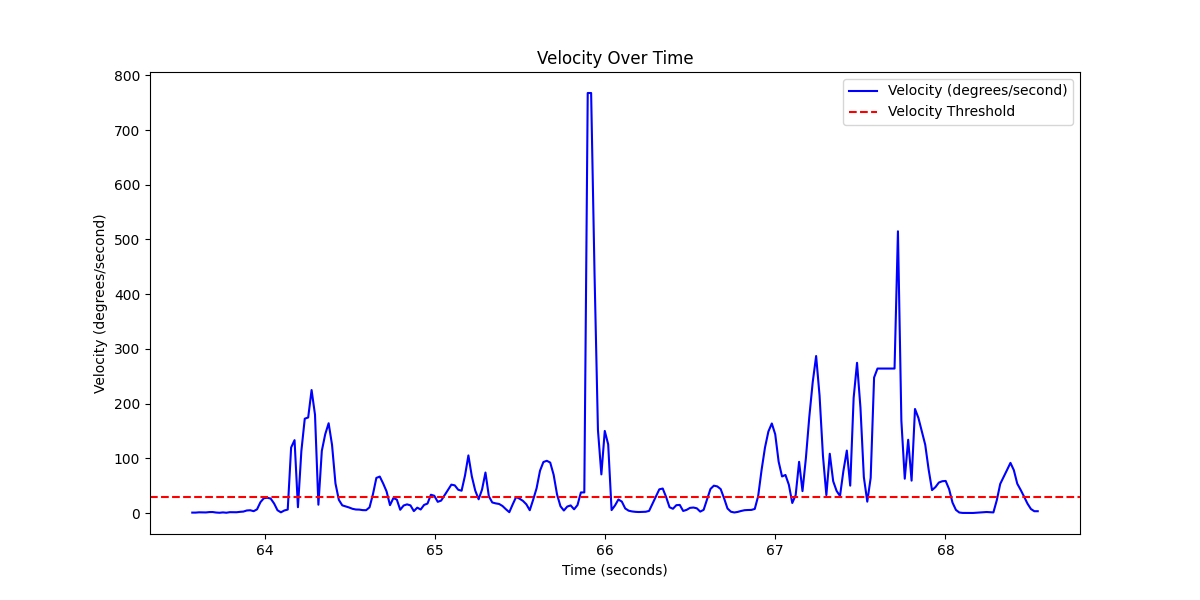 Velocity Over Time
Velocity (degrees/second)
Velocity Threshold
Velocity (degrees/second)
800
700
600
500
400
300
200
100
0
64 65 66 67 68
Time (seconds)